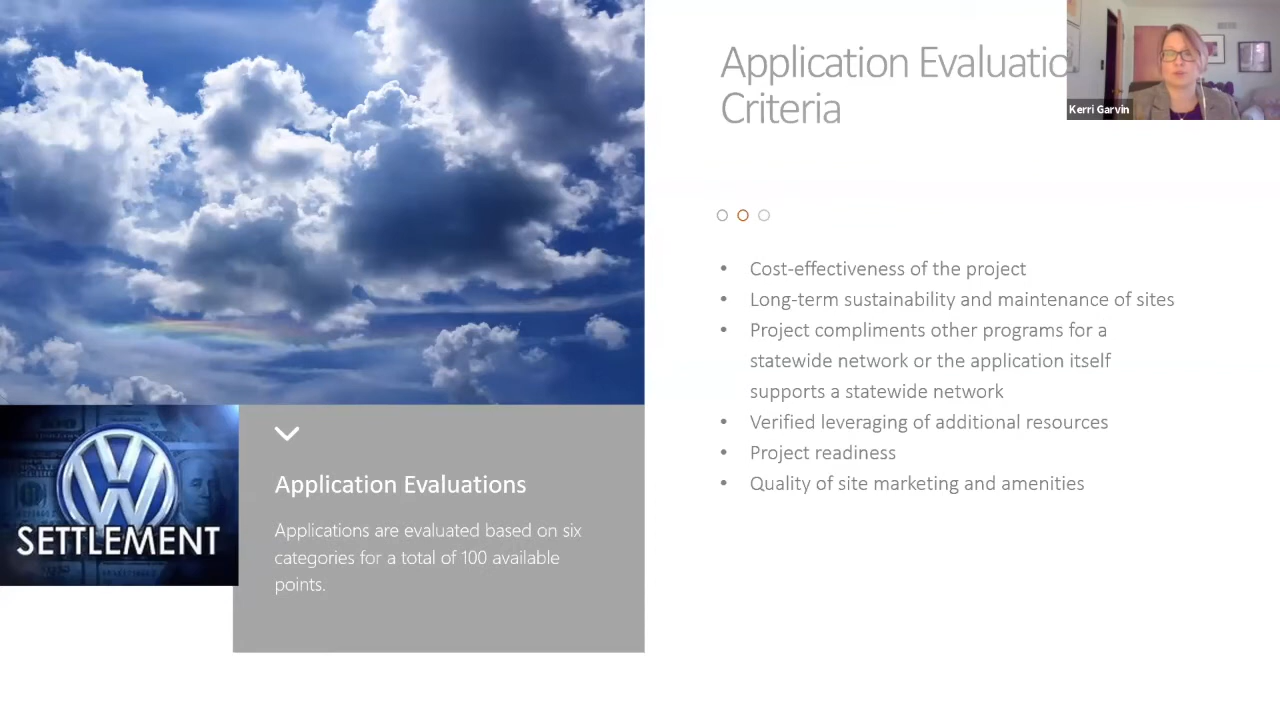 Application Evaluatio
Criteria
Kerri Garvin
Cost-effectiveness of the project
Long-term sustainability and maintenance of sites
Project compliments other programs for a
statewide network or the application itself
supports a statewide network
Verified leveraging of additional resources
Project readiness
Quality of site marketing and amenities
SETTLEMENT
Application Evaluations
Applications are evaluated based on six
categories for a total of 100 available
points.